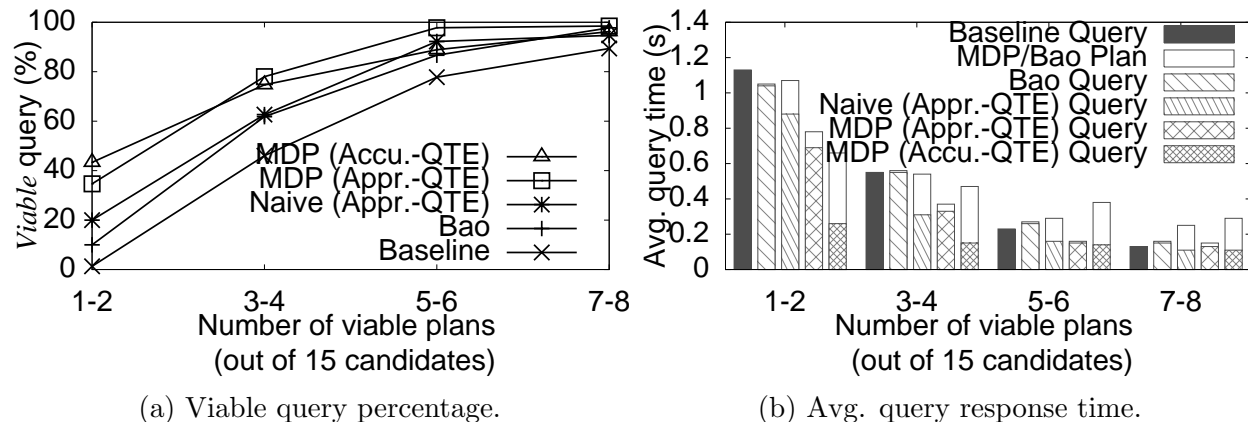 100
80
60
40
20
0
Viable query (%)
MDP (Accu.-QTE)
MDP (Appr.-QTE)
Naive (Appr.-QTE)
Bao
Baseline
1-2 3-4 5-6 7-8
Number of viable plans
(out of 15 candidates)
(a) Viable query percentage.
1.4
1.2
1
0.8
0.6
0.4
0.2
0
Avg. query time (s)
Baseline Query
MDP/Bao Plan
Bao Query
Naive (Appr.-QTE) Query
MDP (Appr.-QTE) Query
MDP (Accu.-QTE) Query
1-2 3-4 5-6 7-8
Number of viable plans
(out of 15 candidates)
(b) Avg. query response time.